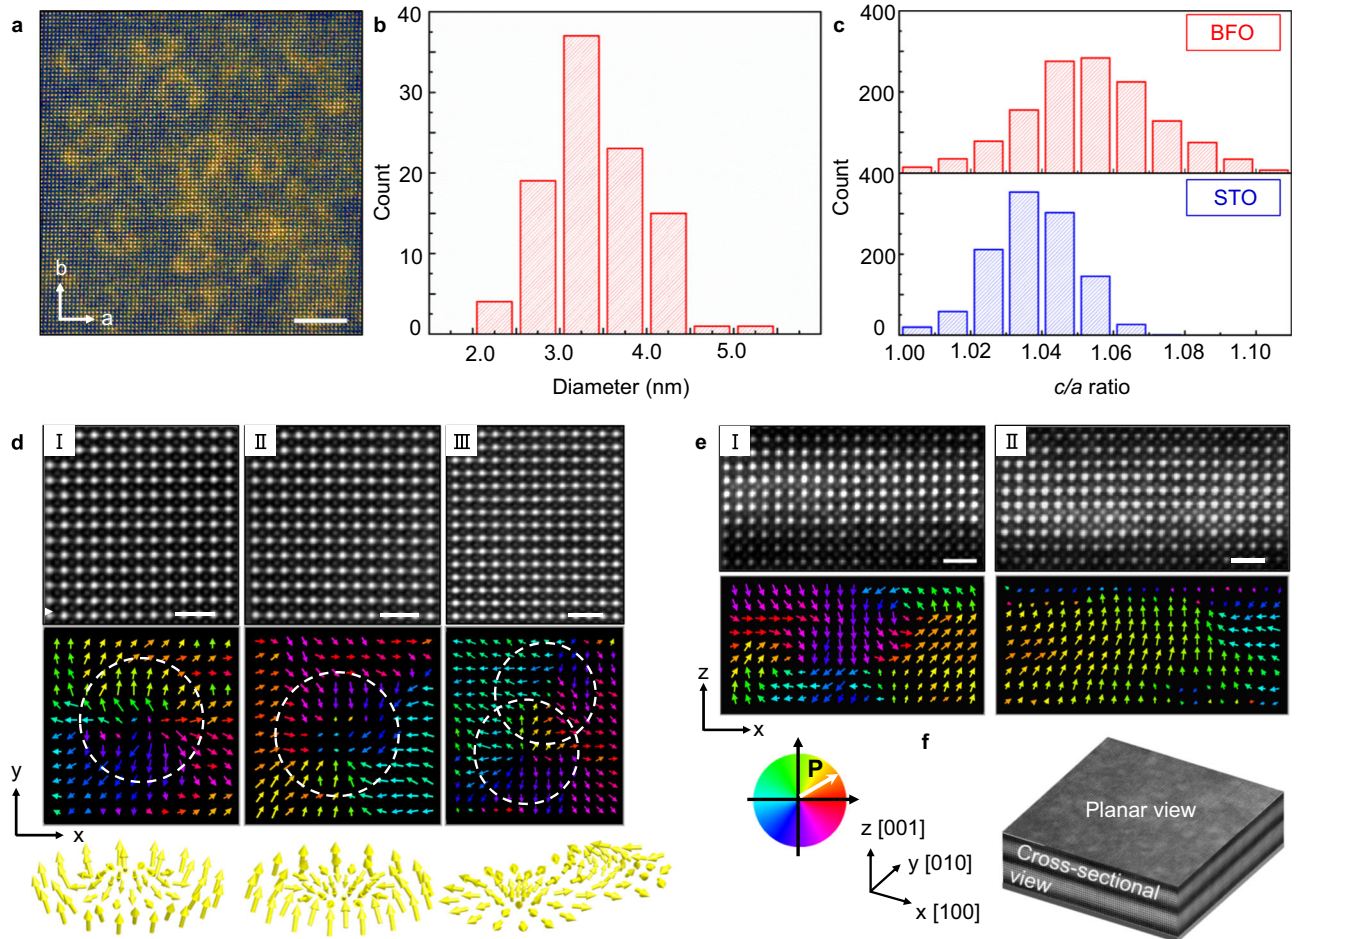 a
b
a
b
40
30
20
10
0
Count
2.0
3.0
4.0
5.0
Diameter (nm)
c
400
200
0
400
200
0
Count
BFO
STO
1.00
1.02
1.04
1.06
1.08
1.10
c/a ratio
d
I
II
III
y
x
e
I
II
z
x
P
z [001]
y [010]
x [100]
f
Planar view
Cross-sectional
view